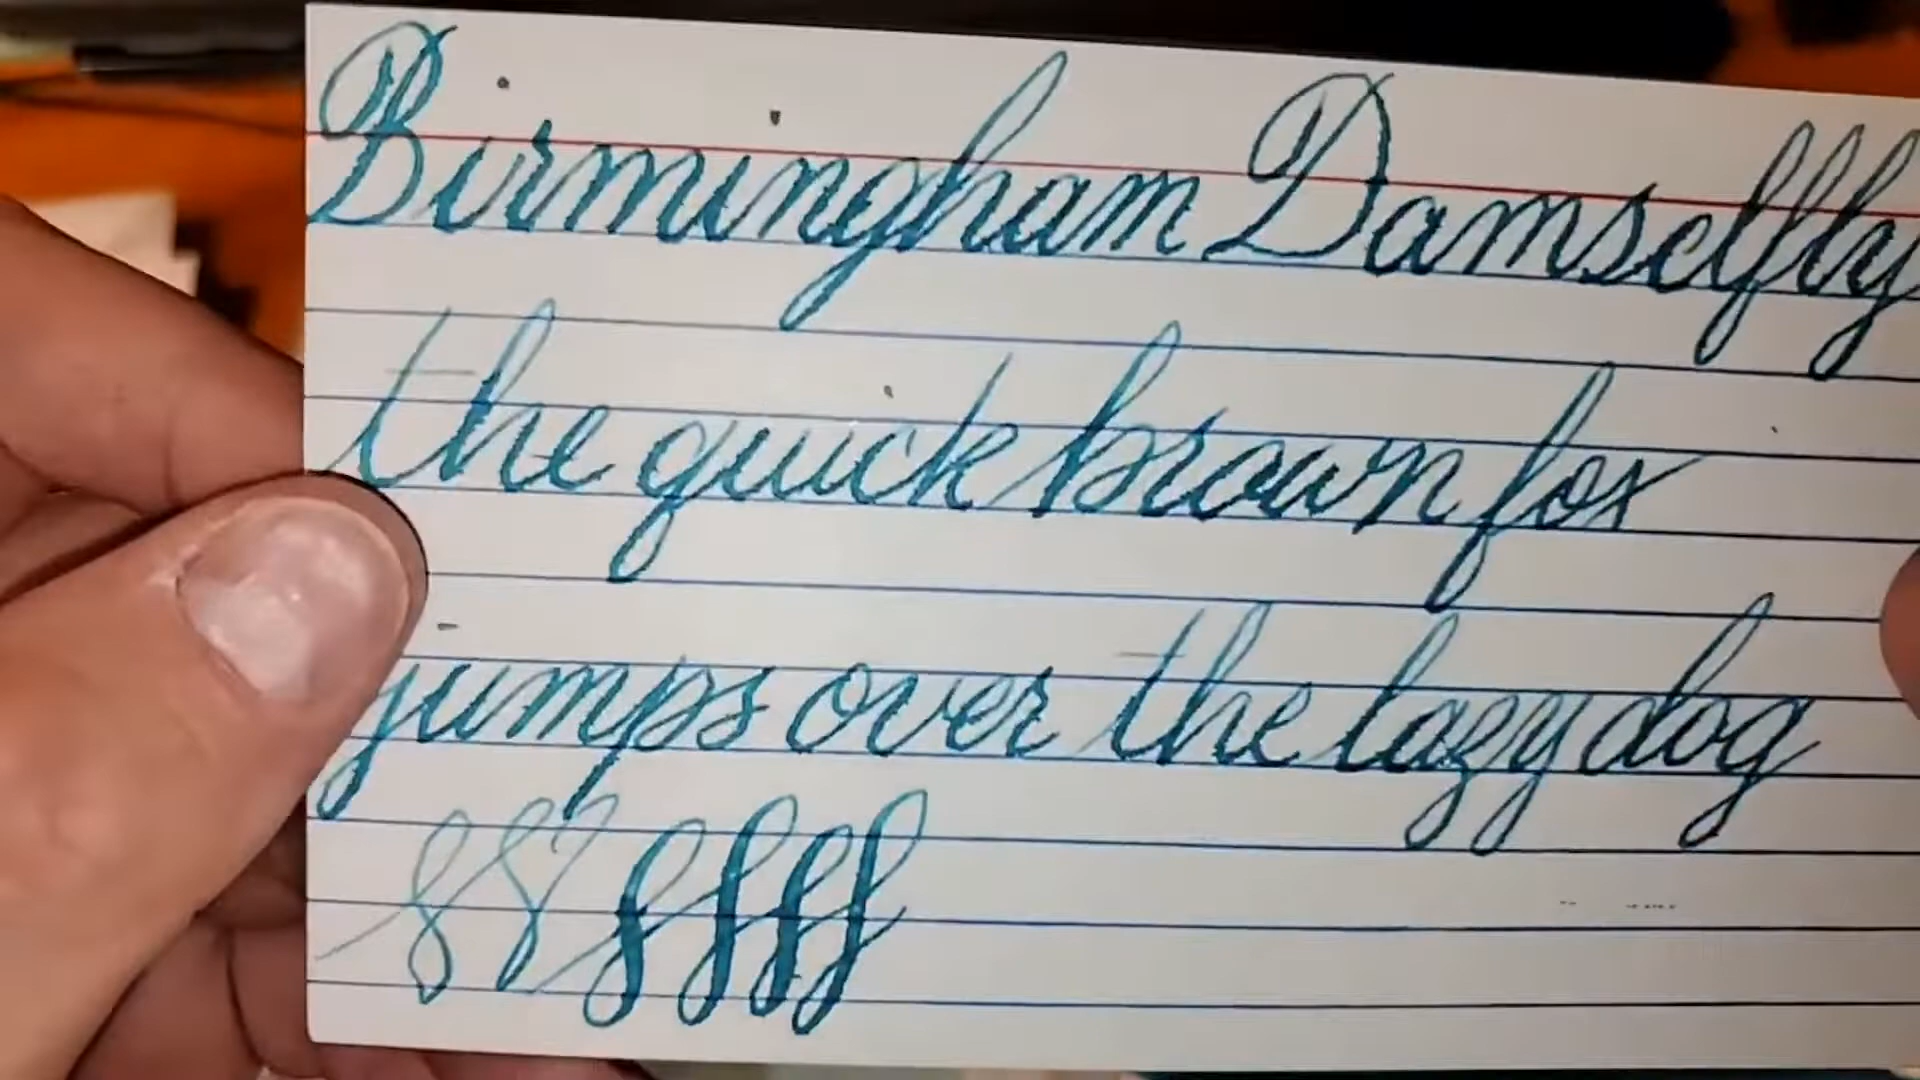 Birmingham Damselfly
the quick brown fox
jumps over the lazy dog